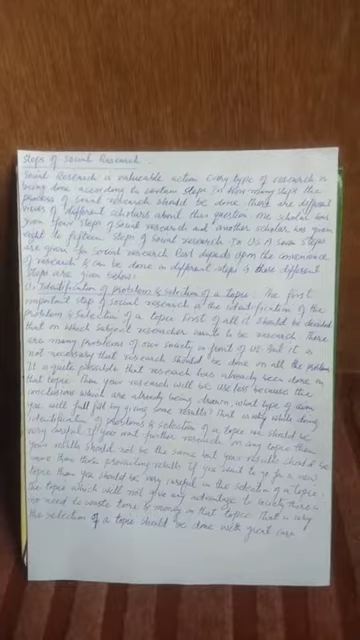 Steps of Social Research
Social Research is valueable action Every type of research is
being done according to certain steps In How many steps the
process of social research should be done. There are different
views of different scholars about this question one scholar has
given four steps of social research and another scholar has given
eight to fifteen steps of social research. In U.S.A seven steps
are given for social research But depends upon the convenience
of research & can be done in different steps & these different
steps are given below:
(1) Identification of problems & selection of a topic The first
important step of social research is the identification of the
problem & selection of a topic First of all it should be decided
that on which subject researcher wants to be research There
are many problems of our society in front of us But it is
not necessary that research should be done on all the problems
It is quite possible that research has already been done on
that topic. Then your research will be useless because the
conclusions which are already being drawn, what type of
you will full fill by giving same results? That is why while doing
identification of problems & selection of a topic we should be
very careful. If you want further research on any topic then
your results should not be the same but your results should be
more than those results If you want to go for a new
topic then you should be very careful in the selection of a topic.
the topic which will not give any advantage to society there is
no need to waste time & money on that topic. That is why
the selection of a topic should be done with great care